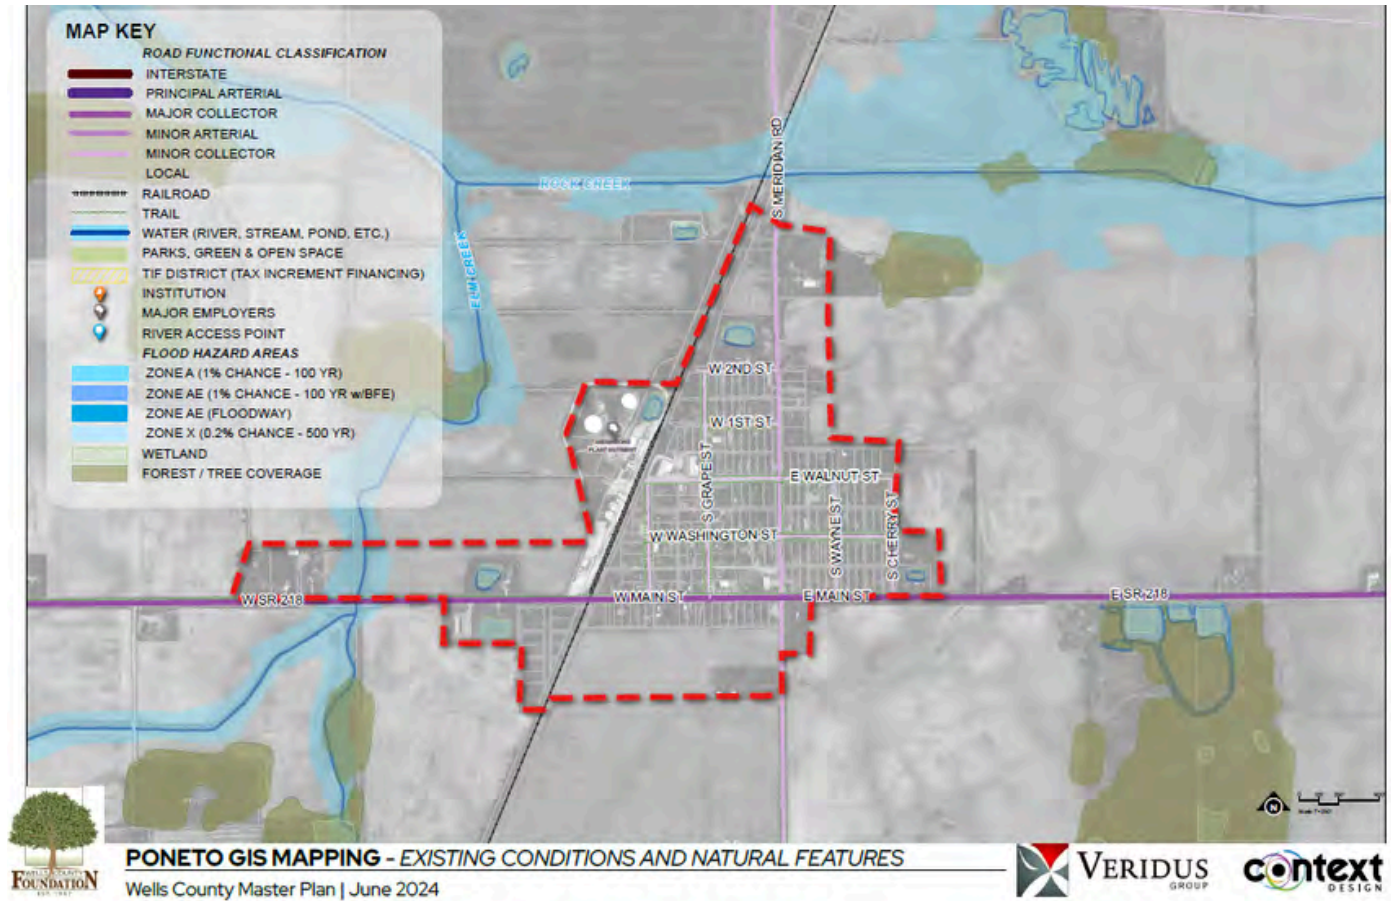 MAP KEY
ROAD FUNCTIONAL CLASSIFICATION
INTERSTATE
PRINCIPAL ARTERIAL
MAJOR COLLECTOR
MINOR ARTERIAL
MINOR COLLECTOR
LOCAL
RAILROAD
TRAIL
WATER (RIVER, STREAM, POND, ETC.)
PARKS, GREEN & OPEN SPACE
TIF DISTRICT (TAX INCREMENT FINANCING)
INSTITUTION
MAJOR EMPLOYERS
RIVER ACCESS POINT
FLOOD HAZARD AREAS
ZONE A (1% CHANCE - 100 YR)
ZONE AE (1% CHANCE - 100 YR w/BFE)
ZONE AE (FLOODWAY)
ZONE X (0.2% CHANCE - 500 YR)
WETLAND
FOREST / TREE COVERAGE
S MERIDIAN RD
ROCK CREEK
ELM CREEK
W 2ND ST
W 1ST ST
S GRAPE ST
E WALNUT ST
W WASHINGTON ST
S WAYNE ST
S CHERRY ST
W SR 218
W MAIN ST
E MAIN ST
E SR 218
PLANT NUTRIENT
N
WELLS COUNTY
FOUNDATION
PONETO GIS MAPPING - EXISTING CONDITIONS AND NATURAL FEATURES
Wells County Master Plan | June 2024
VERIDUS
GROUP
context
DESIGN